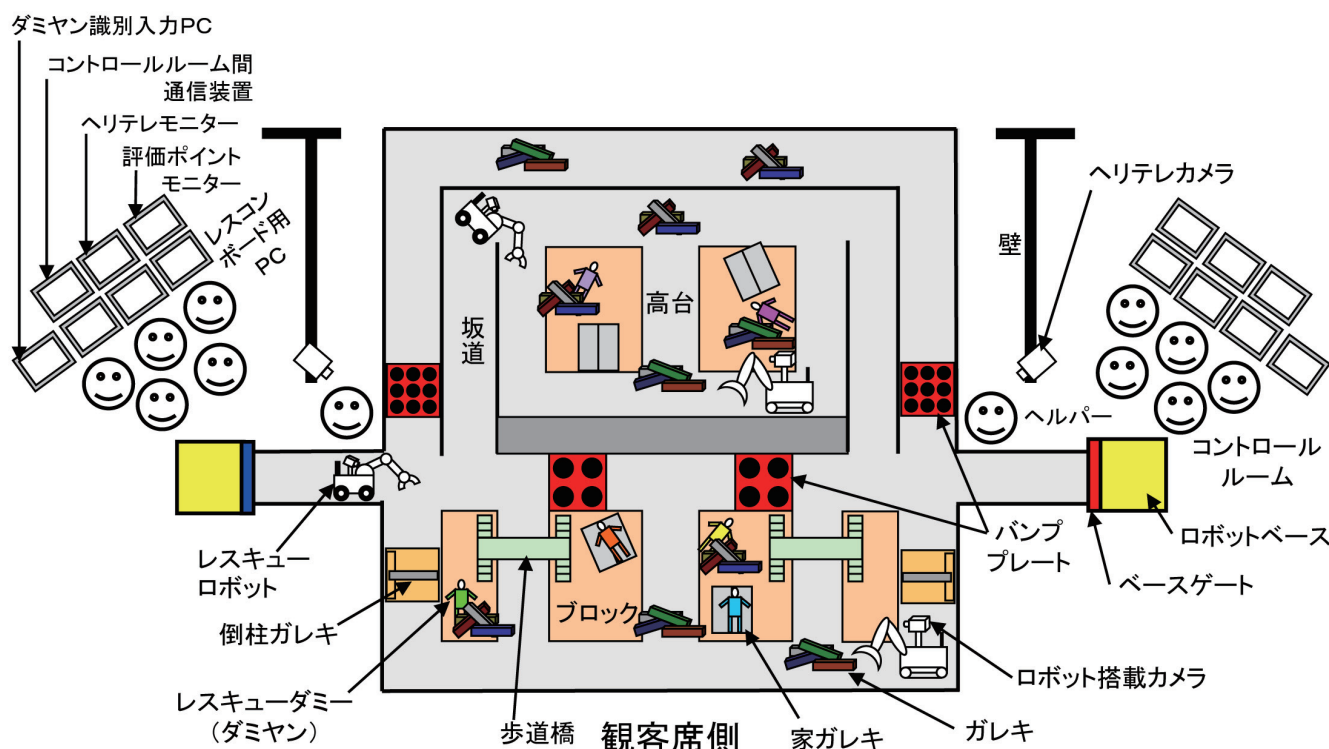 ダミヤン識別入力PC
コントロールルーム間
通信装置
ヘリテレモニター
評価ポイント
モニター
レスコン
ボード用
PC
壁
ヘリテレカメラ
坂道
高台
ヘルパー
コントロール
ルーム
レスキュー
ロボット
バンプ
プレート
ロボットベース
ベースゲート
倒柱ガレキ
ブロック
レスキューダミー
(ダミヤン)
歩道橋
観客席側
家ガレキ
ガレキ
ロボット搭載カメラ